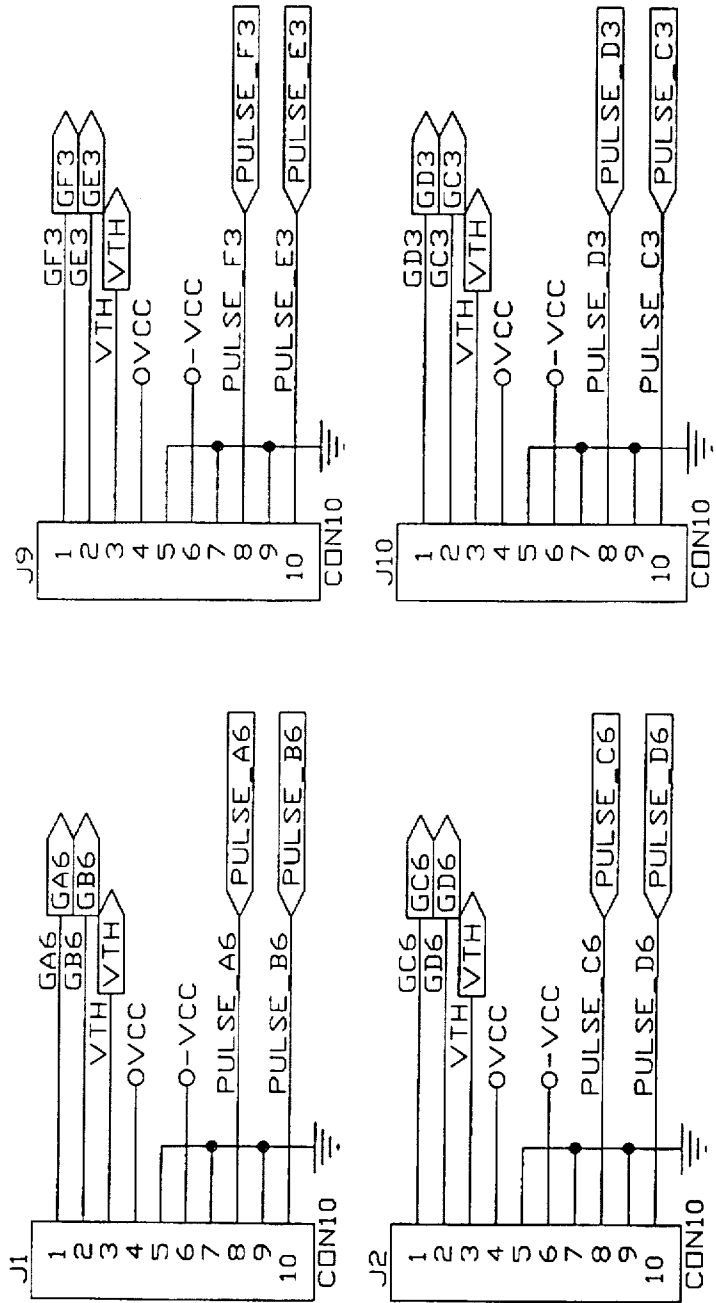 J9
1 GF3 GF3
2 GE3 GE3
3 VTH VTH
4 VCC
5
6 -VCC
7
8 PULSE_F3 PULSE_F3
9
10 PULSE_E3 PULSE_E3
CON10
J10
1 GD3 GD3
2 GC3 GC3
3 VTH VTH
4 VCC
5
6 -VCC
7
8 PULSE_D3 PULSE_D3
9
10 PULSE_C3 PULSE_C3
CON10
J1
1 GA6 GA6
2 GB6 GB6
3 VTH VTH
4 VCC
5
6 -VCC
7
8 PULSE_A6 PULSE_A6
9
10 PULSE_B6 PULSE_B6
CON10
J2
1 GC6 GC6
2 GD6 GD6
3 VTH VTH
4 VCC
5
6 -VCC
7
8 PULSE_C6 PULSE_C6
9
10 PULSE_D6 PULSE_D6
CON10